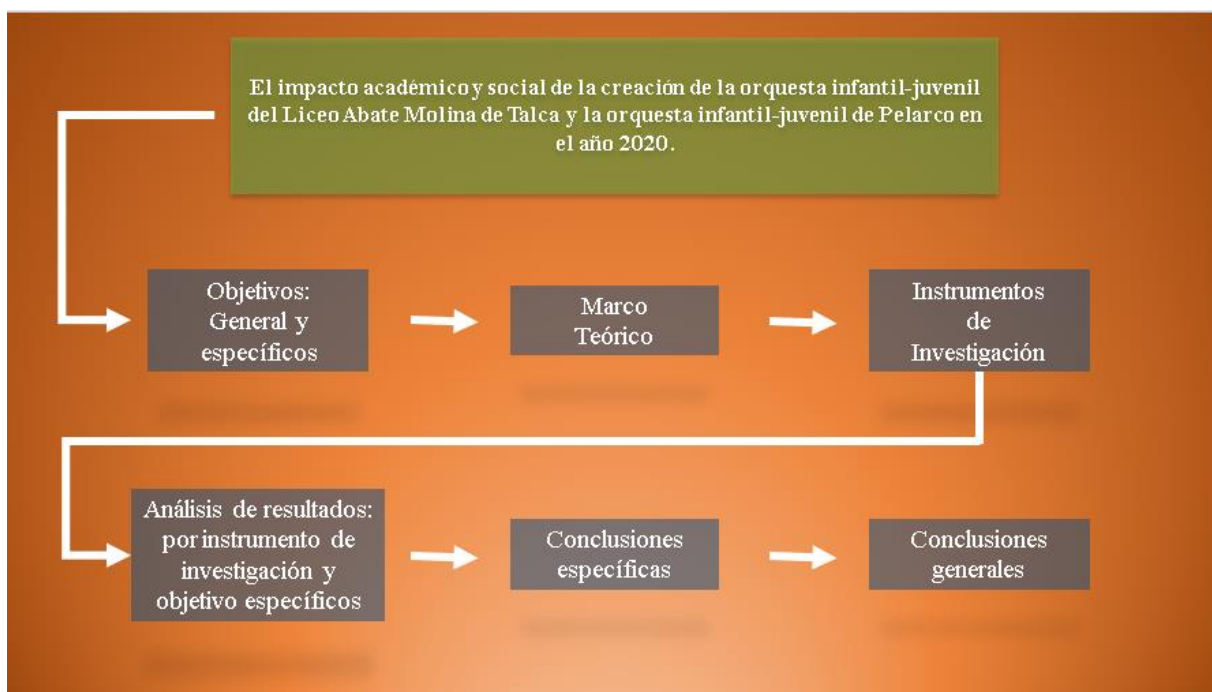 El impacto académico y social de la creación de la orquesta infantil-juvenil
del Liceo Abate Molina de Talca y la orquesta infantil-juvenil de Pelarco en
el año 2020.
Objetivos:
General y
específicos
Marco
Teórico
Instrumentos
de
Investigación
Análisis de resultados:
por instrumento de
investigación y
objetivo específicos
Conclusiones
específicas
Conclusiones
generales